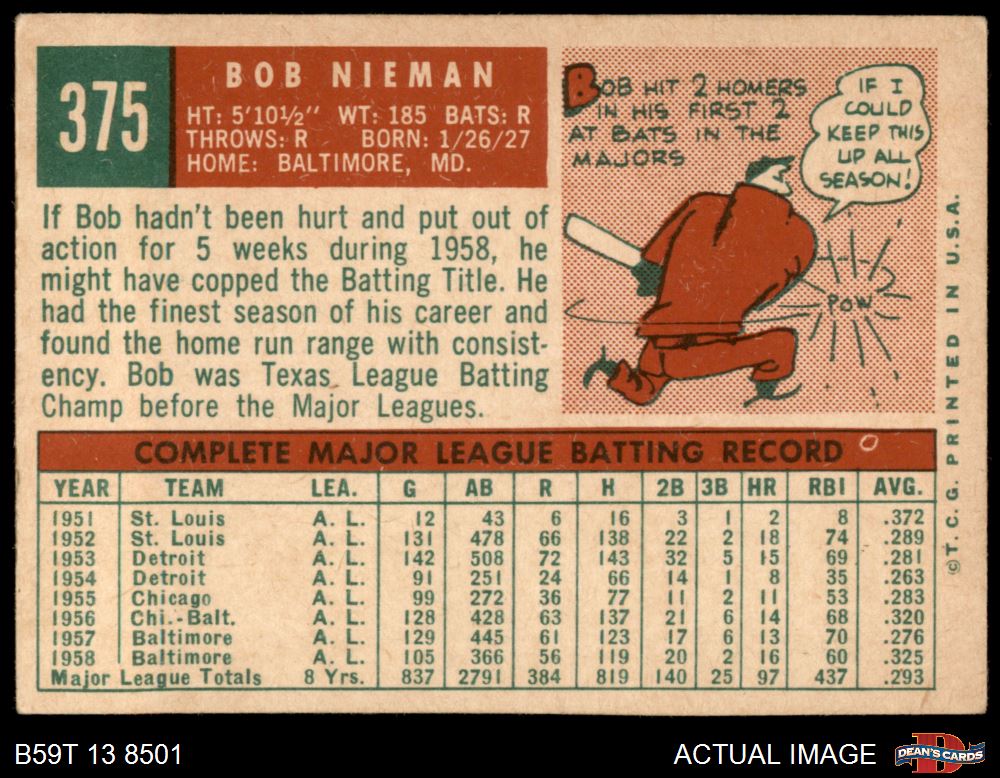 375
BOB NIEMAN
HT: 5'10½" WT: 185 BATS: R
THROWS: R BORN: 1/26/27
HOME: BALTIMORE, MD.
BOB HIT 2 HOMERS
IN HIS FIRST 2
AT BATS IN THE
MAJORS
IF I
COULD
KEEP THIS
UP ALL
SEASON!
POW
If Bob hadn't been hurt and put out of
action for 5 weeks during 1958, he
might have copped the Batting Title. He
had the finest season of his career and
found the home run range with consist-
ency. Bob was Texas League Batting
Champ before the Major Leagues.
COMPLETE MAJOR LEAGUE BATTING RECORD
YEAR TEAM LEA. G AB R H 2B 3B HR RBI AVG.
1951 St. Louis A. L. 12 43 6 16 3 1 2 8 .372
1952 St. Louis A. L. 131 478 66 138 22 2 18 74 .289
1953 Detroit A. L. 142 508 72 143 32 5 15 69 .281
1954 Detroit A. L. 91 251 24 66 14 1 8 35 .263
1955 Chicago A. L. 99 272 36 77 11 2 11 53 .283
1956 Chi.-Balt. A. L. 128 428 63 137 21 6 14 68 .320
1957 Baltimore A. L. 129 445 61 123 17 6 13 70 .276
1958 Baltimore A. L. 105 366 56 119 20 2 16 60 .325
Major League Totals 8 Yrs. 837 2791 384 819 140 25 97 437 .293
©T. C. G. PRINTED IN U.S.A.
B59T 13 8501
ACTUAL IMAGE
DEAN'S CARDS